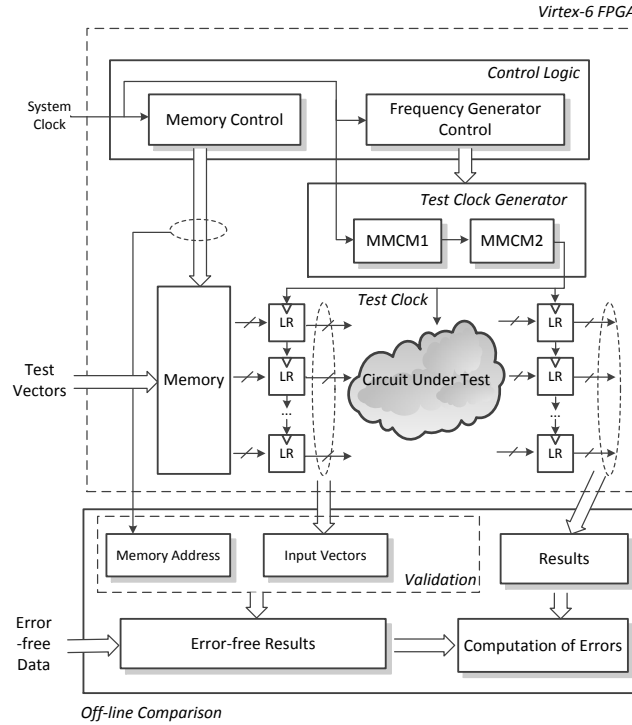 Virtex-6 FPGA
Control Logic
System
Clock
Memory Control
Frequency Generator
Control
Test Clock Generator
MMCM1
MMCM2
Test Clock
LR
LR
Test
Vectors
Memory
LR
Circuit Under Test
LR
...
...
LR
LR
Memory Address
Input Vectors
Results
Validation
Error
-free
Data
Error-free Results
Computation of Errors
Off-line Comparison